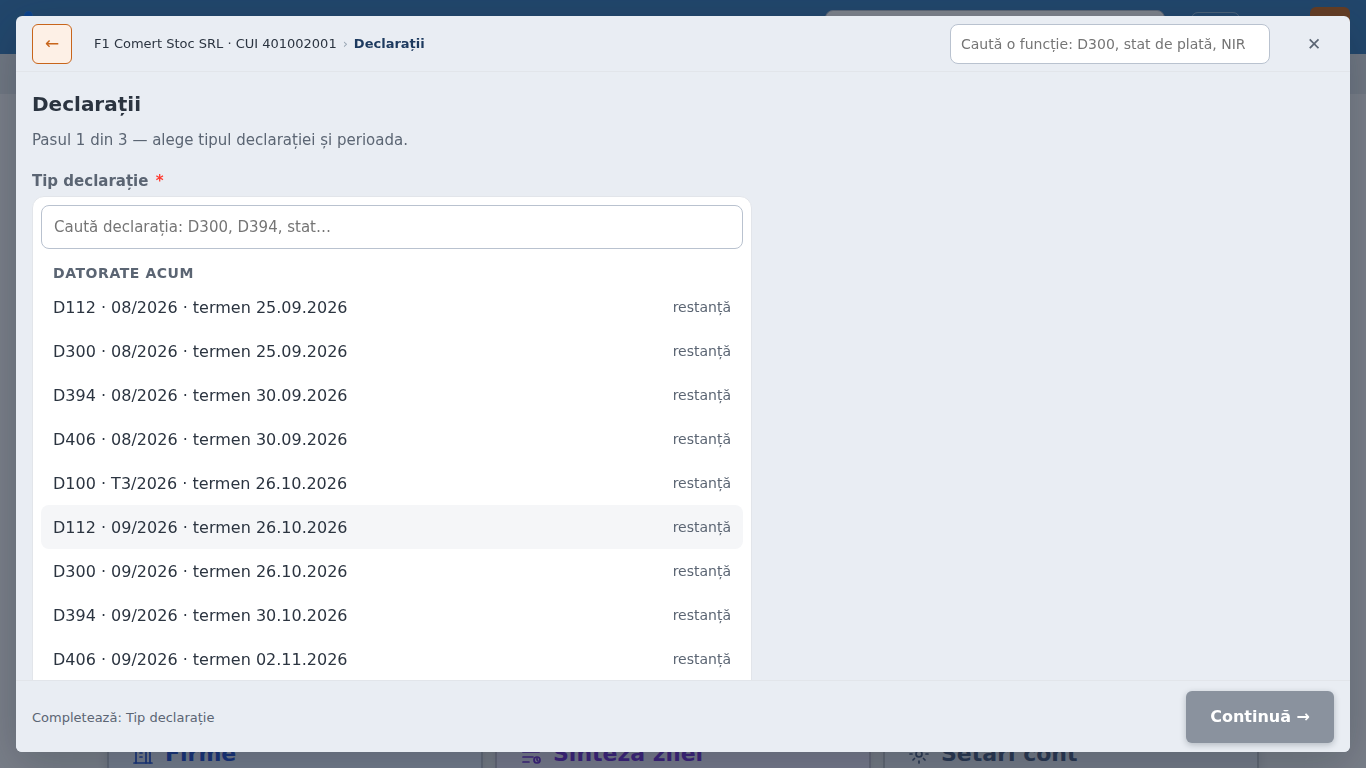 ← F1 Comert Stoc SRL · CUI 401002001 › Declarații Caută o funcție: D300, stat de plată, NIR ✕
Declarații
Pasul 1 din 3 — alege tipul declarației și perioada.
Tip declarație *
Caută declarația: D300, D394, stat...
DATORATE ACUM
D112 · 08/2026 · termen 25.09.2026 restanță
D300 · 08/2026 · termen 25.09.2026 restanță
D394 · 08/2026 · termen 30.09.2026 restanță
D406 · 08/2026 · termen 30.09.2026 restanță
D100 · T3/2026 · termen 26.10.2026 restanță
D112 · 09/2026 · termen 26.10.2026 restanță
D300 · 09/2026 · termen 26.10.2026 restanță
D394 · 09/2026 · termen 30.10.2026 restanță
D406 · 09/2026 · termen 02.11.2026 restanță
Completează: Tip declarație Continuă →
Firme Sinteza zilei Setări cont